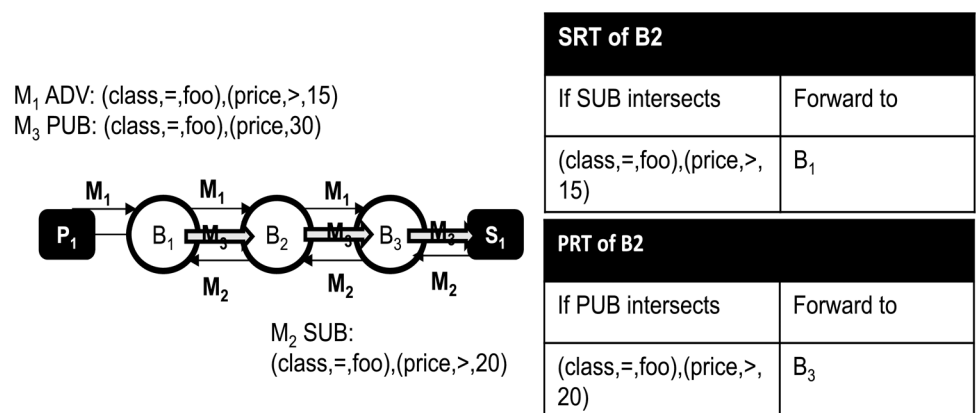 M₁ ADV: (class,=,foo),(price,>,15)
M₃ PUB: (class,=,foo),(price,30)
M₁ M₁ M₁
P₁ B₁ M₃ B₂ M₃ B₃ M₃ S₁
M₂ M₂ M₂
M₂ SUB:
(class,=,foo),(price,>,20)
SRT of B2
If SUB intersects Forward to
(class,=,foo),(price,>, B₁
15)
PRT of B2
If PUB intersects Forward to
(class,=,foo),(price,>, B₃
20)